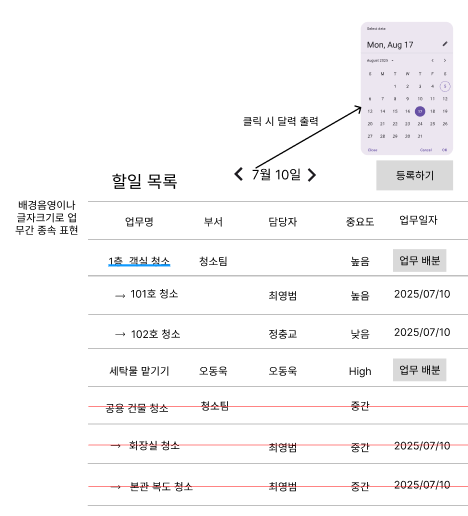 Select date
Mon, Aug 17
August 2025
S M T W T F S
1 2 3 4 5
6 7 8 9 10 11 12
13 14 15 16 17 18 19
20 21 22 23 24 25 26
27 28 29 30 31
Cancel OK
클릭 시 달력 출력
할일 목록
7월 10일
등록하기
배경음영이나
글자크기로 업
무간 종속 표현
업무명 부서 담당자 중요도 업무일자
1층 객실 청소 청소팀 높음 업무 배분
→ 101호 청소 최영범 높음 2025/07/10
→ 102호 청소 정충교 낮음 2025/07/10
세탁물 맡기기 오동욱 오동욱 High 업무 배분
공용 건물 청소 청소팀 중간
→ 화장실 청소 최영범 중간 2025/07/10
→ 본관 복도 청소 최영범 중간 2025/07/10